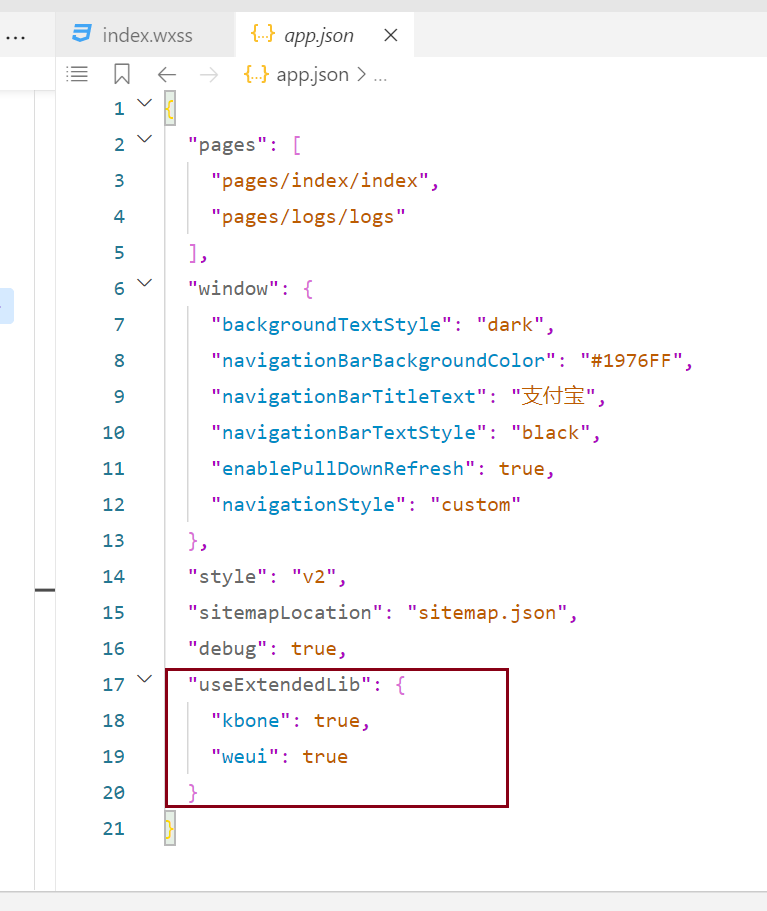 ... index.wxss {..} app.json ×
{..} app.json > ...
1 {
2 "pages": [
3 "pages/index/index",
4 "pages/logs/logs"
5 ],
6 "window": {
7 "backgroundTextStyle": "dark",
8 "navigationBarBackgroundColor": "#1976FF",
9 "navigationBarTitleText": "支付宝",
10 "navigationBarTextStyle": "black",
11 "enablePullDownRefresh": true,
12 "navigationStyle": "custom"
13 },
14 "style": "v2",
15 "sitemapLocation": "sitemap.json",
16 "debug": true,
17 "useExtendedLib": {
18 "kbone": true,
19 "weui": true
20 }
21 }